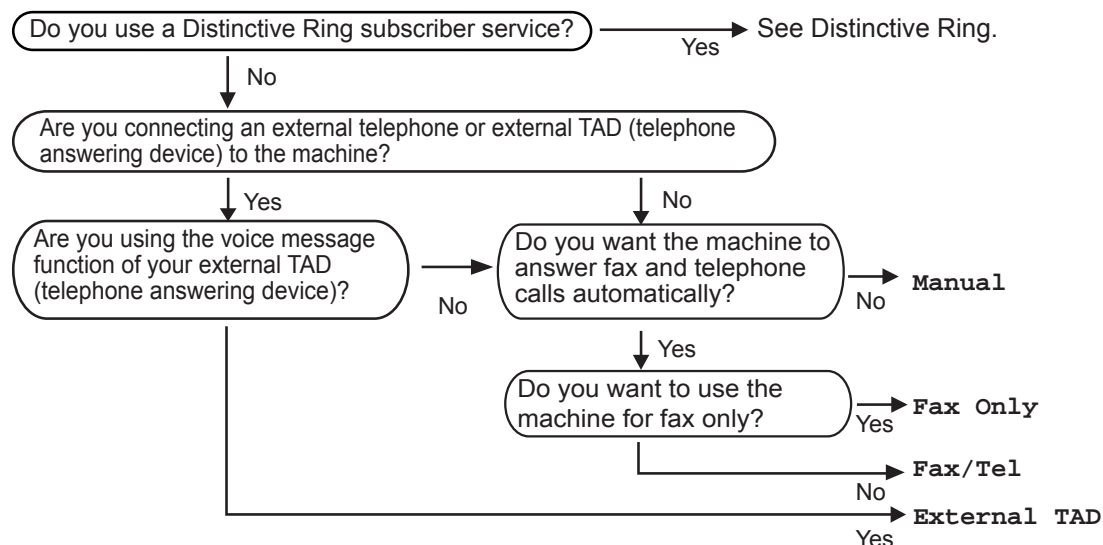 Do you use a Distinctive Ring subscriber service?
Yes
See Distinctive Ring.
No
Are you connecting an external telephone or external TAD (telephone
answering device) to the machine?
Yes
No
Are you using the voice message
function of your external TAD
(telephone answering device)?
No
Do you want the machine to
answer fax and telephone
calls automatically?
No
Manual
Yes
Do you want to use the
machine for fax only?
Yes
Fax Only
No
Fax/Tel
Yes
External TAD